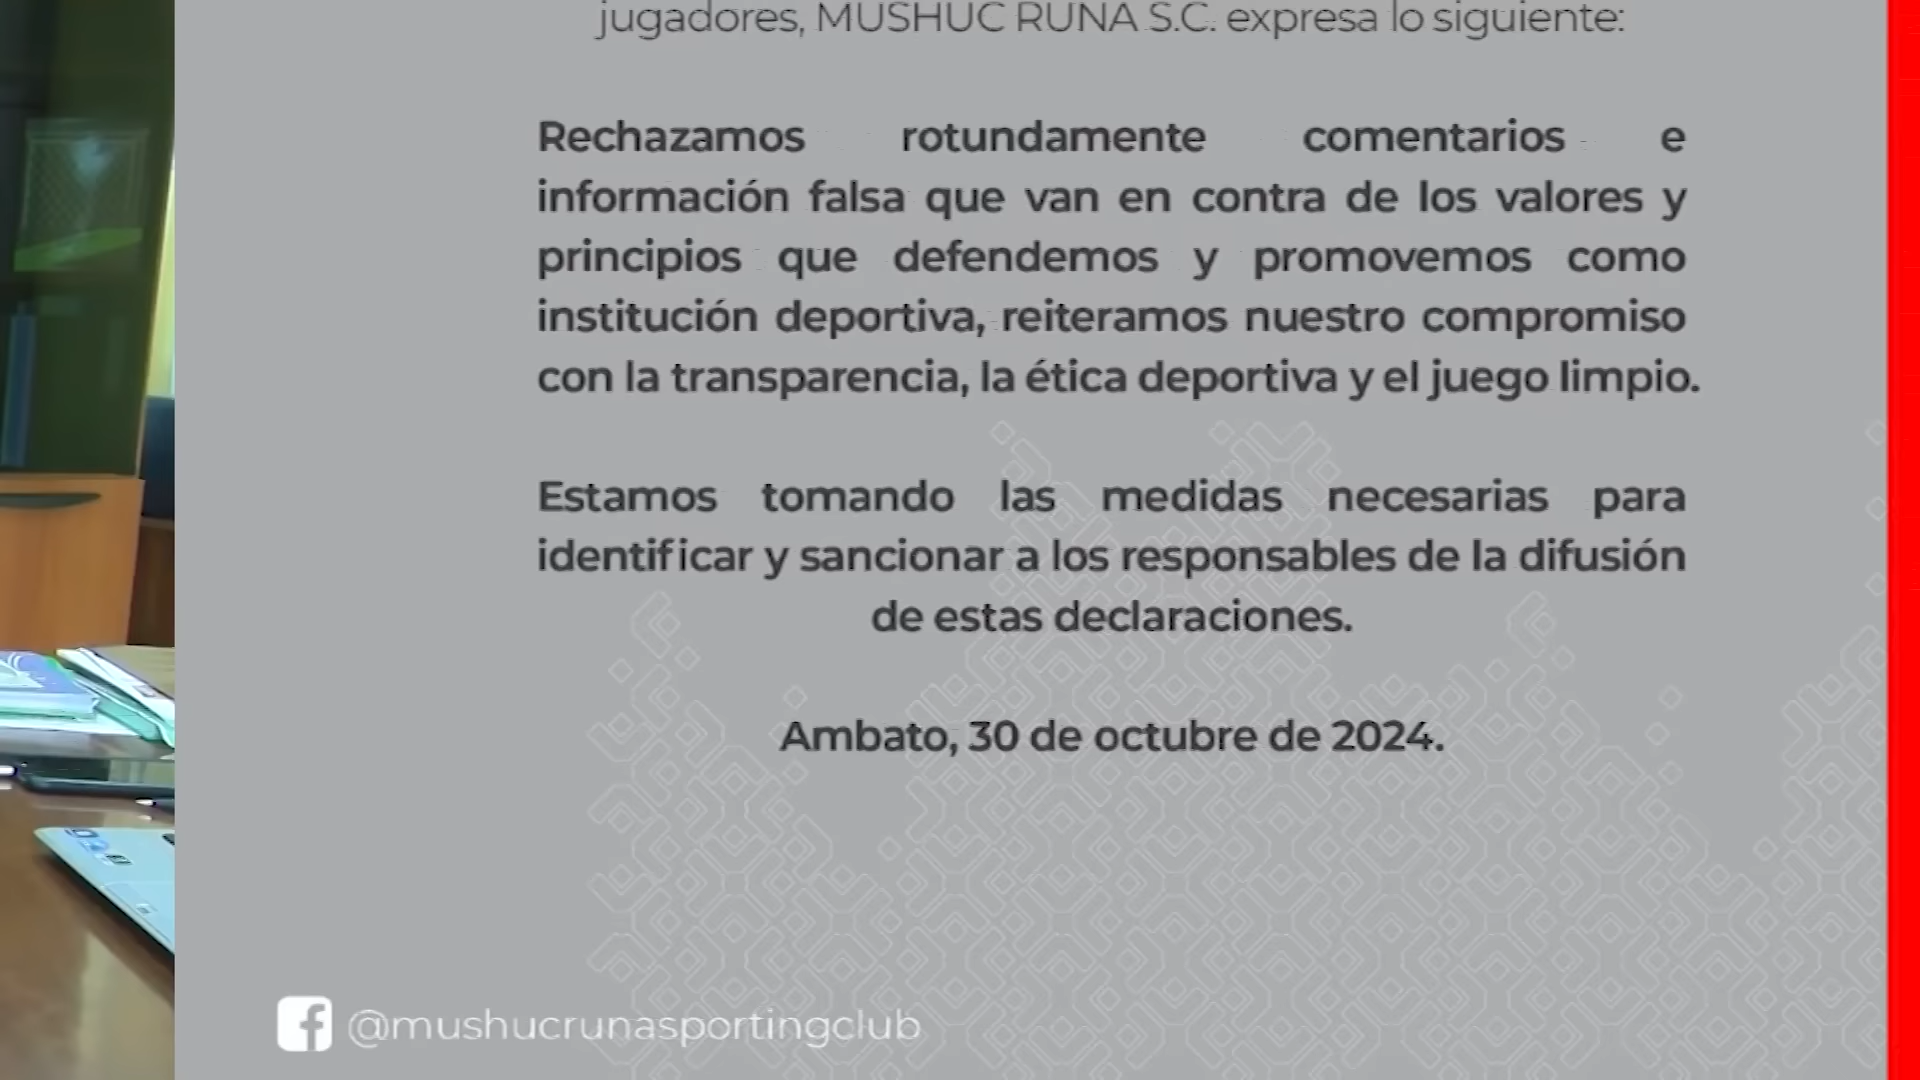 jugadores, MUSHUC RUNA S.C. expresa lo siguiente:
Rechazamos rotundamente comentarios e
información falsa que van en contra de los valores y
principios que defendemos y promovemos como
institución deportiva, reiteramos nuestro compromiso
con la transparencia, la ética deportiva y el juego limpio.
Estamos tomando las medidas necesarias para
identificar y sancionar a los responsables de la difusión
de estas declaraciones.
Ambato, 30 de octubre de 2024.
@mushucrunasportingclub